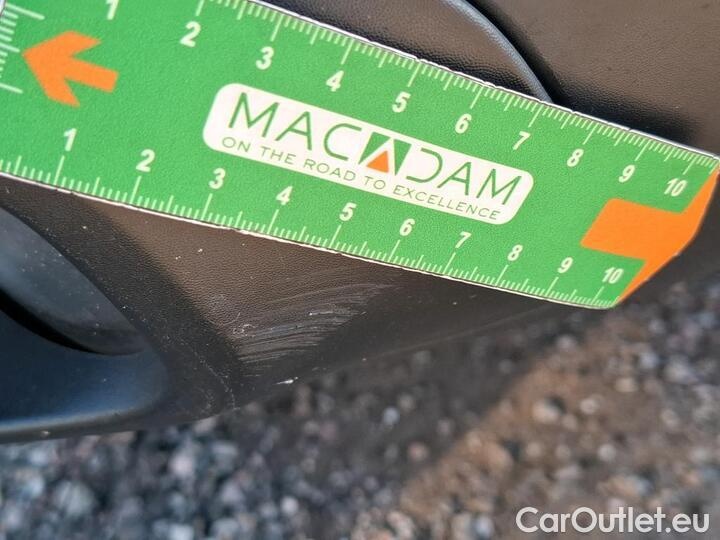 1 2 3 4 5 6 7 8 9 10
MACADAM
ON THE ROAD TO EXCELLENCE
1 2 3 4 5 6 7 8 9 10
CarOutlet.eu